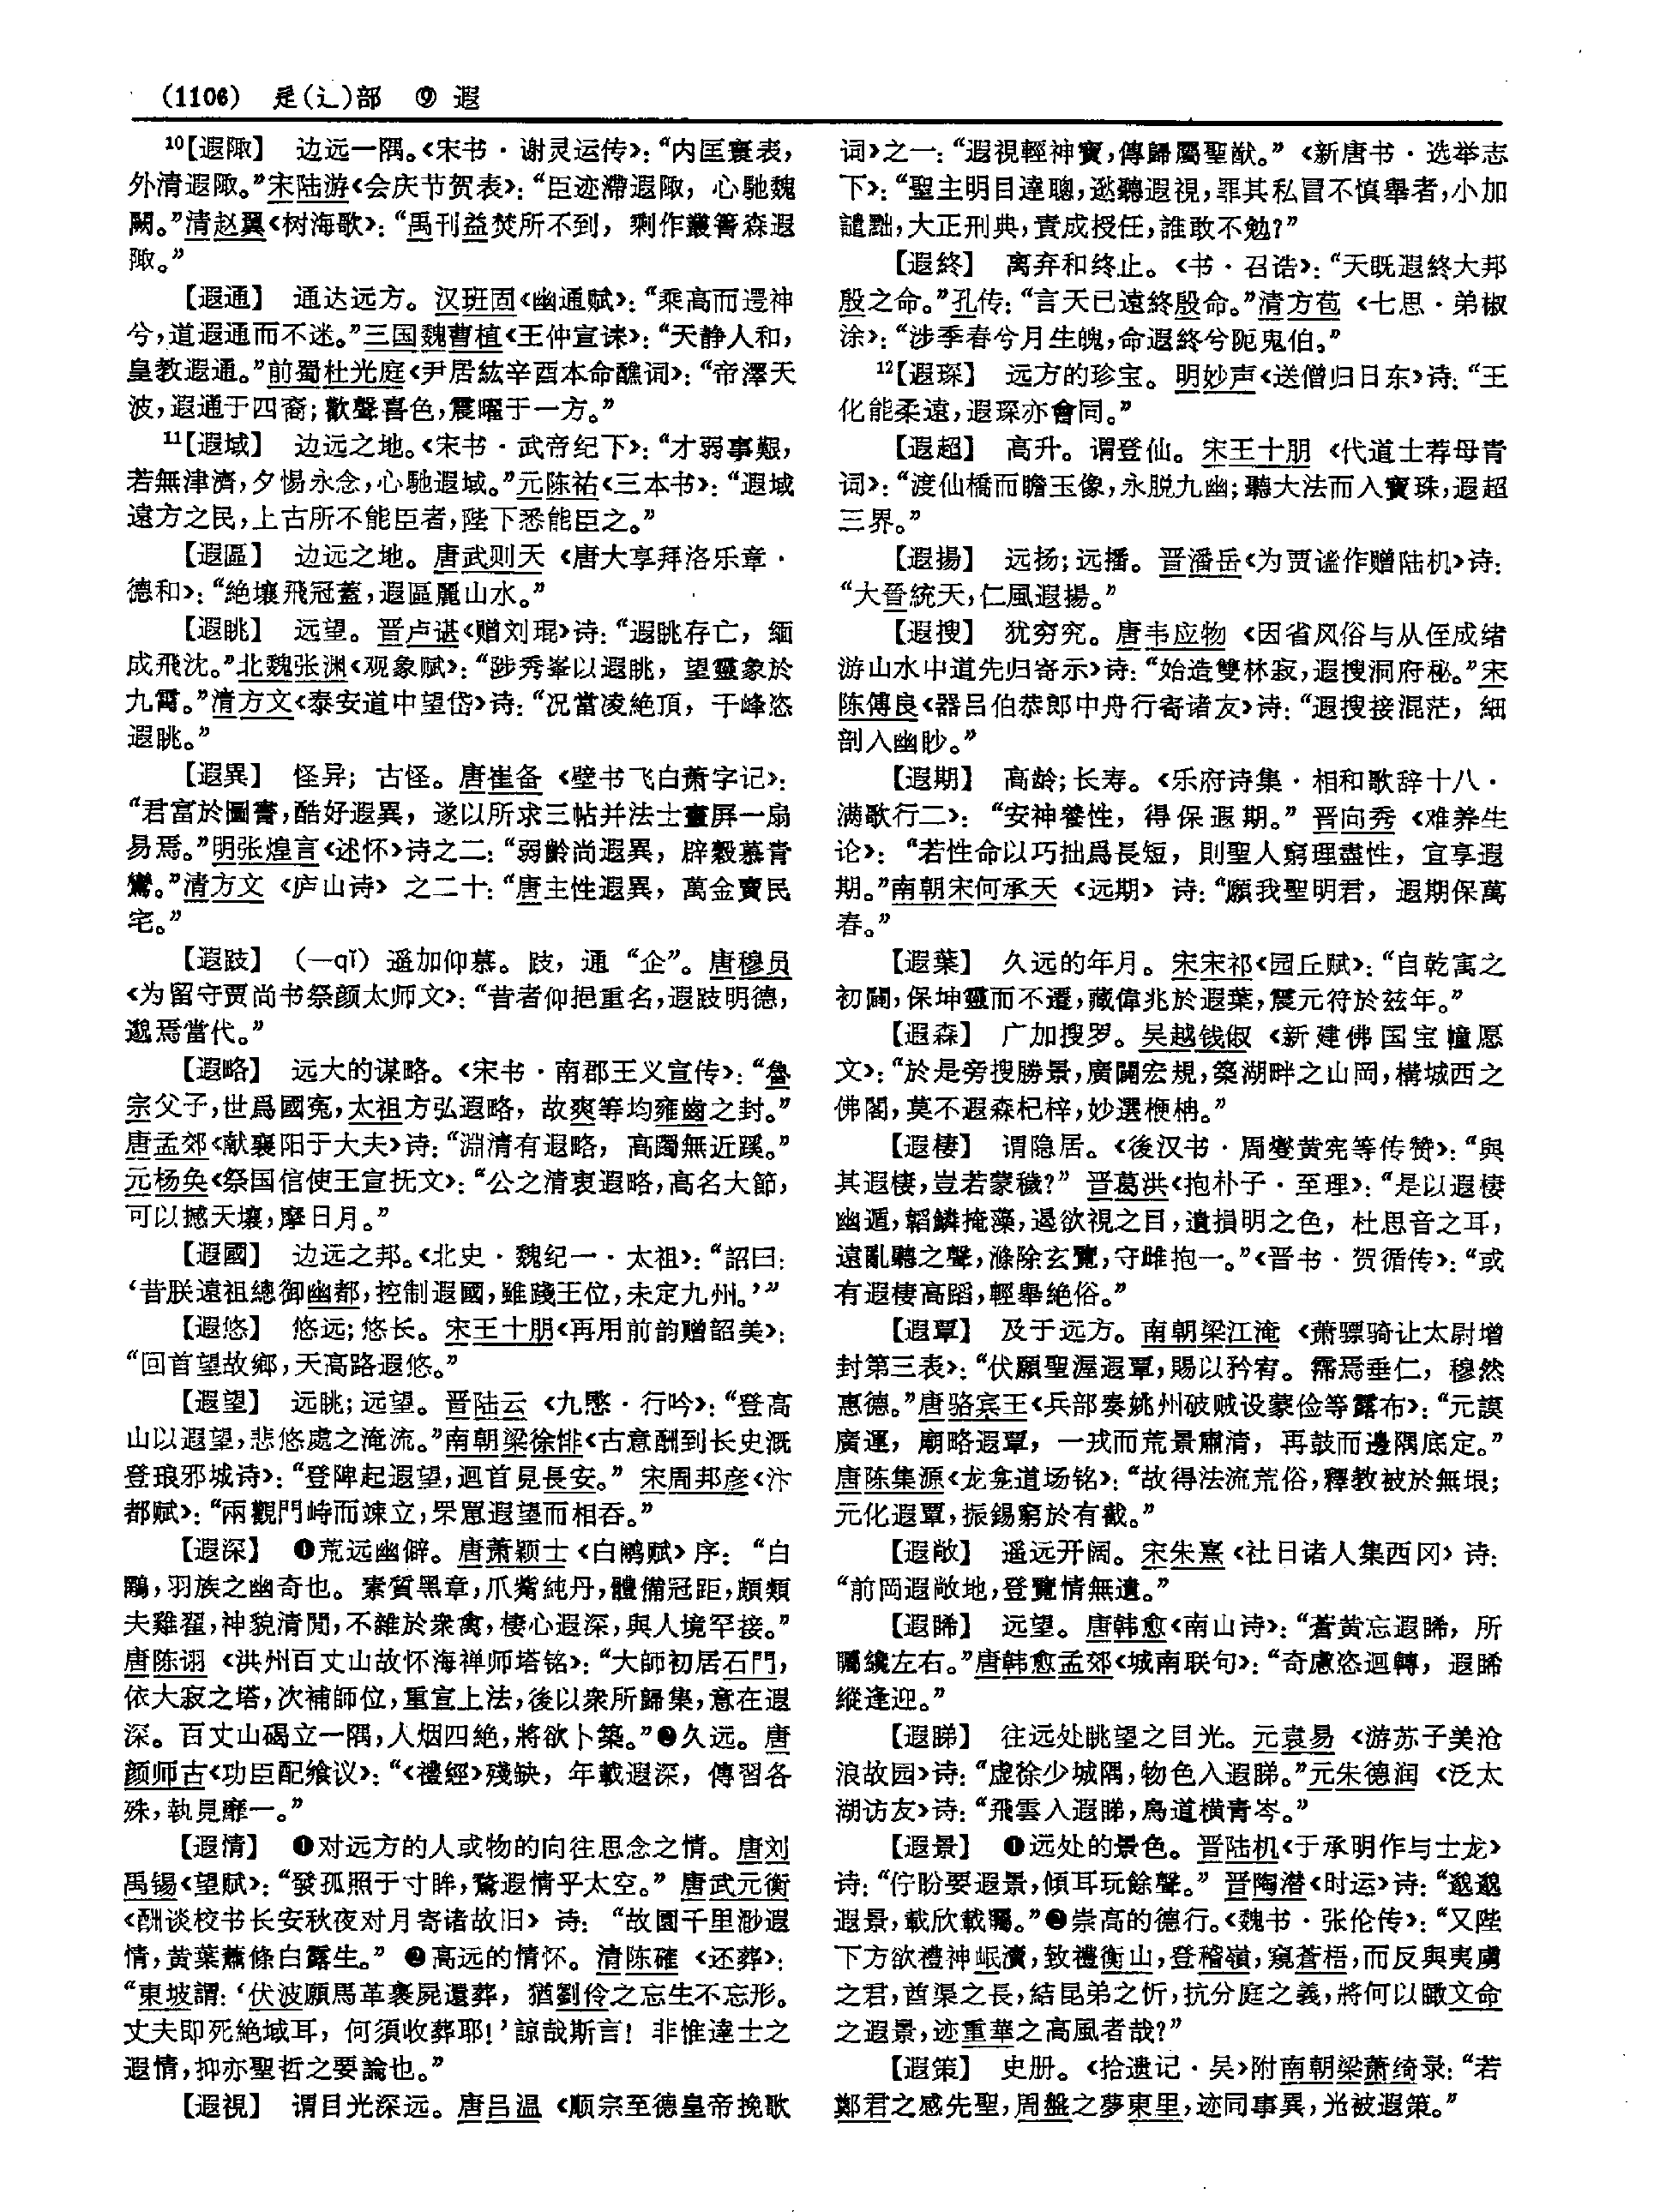 (1106) 辵(辶)部 ⑨ 遐
10【遐陬】 边远一隅。《宋书·谢灵运传》：“内匡寰表，
外清遐陬。”宋陆游《会庆节贺表》：“臣迹滯遐陬，心馳魏
闕。”清赵翼《树海歌》：“禹刊益焚所不到，剩作叢箐森遐
陬。”
【遐通】 通达远方。汉班固《幽通赋》：“乘高而遻神
兮，道遐通而不迷。”三国魏曹植《王仲宣诔》：“天静人和，
皇教遐通。”前蜀杜光庭《尹居紘辛酉本命醮词》：“帝澤天
波，遐通于四裔；歡聲喜色，震曜于一方。”
11【遐域】 边远之地。《宋书·武帝纪下》：“才弱事艱，
若無津濟，夕惕永念，心馳遐域。”元陈祐《三本书》：“遐域
遠方之民，上古所不能臣者，陛下悉能臣之。”
【遐區】 边远之地。唐武则天《唐大享拜洛乐章·
德和》：“絶壤飛冠蓋，遐區麗山水。”
【遐眺】 远望。晋卢谌《赠刘琨》诗：“遐眺存亡，緬
成飛沈。”北魏张渊《观象赋》：“陟秀峯以遐眺，望靈象於
九霄。”清方文《泰安道中望岱》诗：“况當凌絶頂，千峰恣
遐眺。”
【遐異】 怪异；古怪。唐崔备《壁书飞白萧字记》：
“君富於圖書，酷好遐異，遂以所求三帖并法士畫屏一扇
易焉。”明张煌言《述怀》诗之二：“弱齡尚遐異，辟穀慕青
鸞。”清方文《庐山诗》之二十：“唐主性遐異，萬金賣民
宅。”
【遐跂】 （—qǐ）遥加仰慕。跂，通“企”。唐穆员
《为留守贾尚书祭颜太师文》：“昔者仰挹重名，遐跂明德，
邈焉當代。”
【遐略】 远大的谋略。《宋书·南郡王义宣传》：“魯
宗父子，世爲國冤，太祖方弘遐略，故爽等均雍齒之封。”
唐孟郊《献襄阳于大夫》诗：“淵清有遐略，高躅無近蹊。”
元杨奂《祭国信使王宣抚文》：“公之清衷遐略，高名大節，
可以撼天壤，摩日月。”
【遐國】 边远之邦。《北史·魏纪一·太祖》：“詔曰：
‘昔朕遠祖總御幽都，控制遐國，雖踐王位，未定九州。’”
【遐悠】 悠远；悠长。宋王十朋《再用前韵赠韶美》：
“回首望故鄉，天高路遐悠。”
【遐望】 远眺；远望。晋陆云《九愍·行吟》：“登高
山以遐望，悲悠處之淹流。”南朝梁徐悱《古意酬到长史溉
登琅邪城诗》：“登陴起遐望，迴首見長安。”宋周邦彦《汴
都赋》：“兩觀門峙而竦立，罘罳遐望而相吞。”
【遐深】 ❶荒远幽僻。唐萧颖士《白鹇赋》序：“白
鷴，羽族之幽奇也。素質黑章，爪觜純丹，體備冠距，頗類
夫雞翟，神貌清閒，不雜於衆禽，棲心遐深，與人境罕接。”
唐陈诩《洪州百丈山故怀海禅师塔铭》：“大師初居石門，
依大寂之塔，次補師位，重宣上法，後以衆所歸集，意在遐
深。百丈山碣立一隅，人烟四絶，將欲卜築。”❷久远。唐
颜师古《功臣配飨议》：“《禮經》殘缺，年載遐深，傳習各
殊，執見靡一。”
【遐情】 ❶对远方的人或物的向往思念之情。唐刘
禹锡《望赋》：“發孤照于寸眸，騖遐情乎太空。”唐武元衡
《酬谈校书长安秋夜对月寄诸故旧》诗：“故園千里渺遐
情，黄葉蕭條白露生。”❷高远的情怀。清陈確《还葬》：
“東坡謂：‘伏波願馬革裹屍還葬，猶劉伶之忘生不忘形。
丈夫即死絶域耳，何須收葬耶！’諒哉斯言！非惟達士之
遐情，抑亦聖哲之要論也。”
【遐視】 谓目光深远。唐吕温《顺宗至德皇帝挽歌
词》之一：“遐視輕神寶，傳歸屬聖猷。”《新唐书·选举志
下》：“聖主明目達聰，逖聽遐視，罪其私冒不慎舉者，小加
譴黜，大正刑典，責成授任，誰敢不勉？”
【遐終】 离弃和终止。《书·召诰》：“天既遐終大邦
殷之命。”孔传：“言天已遠終殷命。”清方苞《七思·弟椒
涂》：“涉季春兮月生魄，命遐終兮阨鬼伯。”
12【遐琛】 远方的珍宝。明妙声《送僧归日东》诗：“王
化能柔遠，遐琛亦會同。”
【遐超】 高升。谓登仙。宋王十朋《代道士荐母青
词》：“渡仙橋而瞻玉像，永脱九幽；聽大法而入寶珠，遐超
三界。”
【遐揚】 远扬；远播。晋潘岳《为贾谧作赠陆机》诗：
“大晉統天，仁風遐揚。”
【遐搜】 犹穷究。唐韦应物《因省风俗与从侄成绪
游山水中道先归寄示》诗：“始造雙林寂，遐搜洞府秘。”宋
陈傅良《器吕伯恭郎中舟行寄诸友》诗：“遐搜接混茫，細
剖入幽眇。”
【遐期】 高龄；长寿。《乐府诗集·相和歌辞十八·
满歌行二》：“安神養性，得保遐期。”晋向秀《难养生
论》：“若性命以巧拙爲長短，則聖人窮理盡性，宜享遐
期。”南朝宋何承天《远期》诗：“願我聖明君，遐期保萬
春。”
【遐葉】 久远的年月。宋宋祁《园丘赋》：“自乾寓之
初闢，保坤靈而不遷，藏偉兆於遐葉，震元符於兹年。”
【遐森】 广加搜罗。吴越钱俶《新建佛国宝幢愿
文》：“於是旁搜勝景，廣闢宏規，築湖畔之山岡，構城西之
佛閣，莫不遐森杞梓，妙選梗柟。”
【遐棲】 谓隐居。《後汉书·周燮黄宪等传赞》：“與
其遐棲，豈若蒙穢？”晋葛洪《抱朴子·至理》：“是以遐棲
幽遁，韜鱗掩藻，遏欲視之目，遣損明之色，杜思音之耳，
遠亂聽之聲，滌除玄覽，守雌抱一。”《晋书·贺循传》：“或
有遐棲高蹈，輕舉絶俗。”
【遐覃】 及于远方。南朝梁江淹《萧骠骑让太尉增
封第三表》：“伏願聖渥遐覃，賜以矜宥。霈焉垂仁，穆然
惠德。”唐骆宾王《兵部奏姚州破贼设蒙俭等露布》：“元謨
廣運，廟略遐覃，一戎而荒景肅清，再鼓而邊隅底定。”
唐陈集源《龙龛道场铭》：“故得法流荒俗，釋教被於無垠；
元化遐覃，振錫窮於有截。”
【遐敞】 遥远开阔。宋朱熹《社日诸人集西冈》诗：
“前岡遐敞地，登覽情無遺。”
【遐睎】 远望。唐韩愈《南山诗》：“蒼黄忘遐睎，所
矚纔左右。”唐韩愈孟郊《城南联句》：“奇慮恣迴轉，遐睎
縱逢迎。”
【遐睇】 往远处眺望之目光。元袁易《游苏子美沧
浪故园》诗：“虚徐少城隅，物色入遐睇。”元朱德润《泛太
湖访友》诗：“飛雲入遐睇，鳥道横青岑。”
【遐景】 ❶远处的景色。晋陆机《于承明作与士龙》
诗：“佇盼要遐景，傾耳玩餘聲。”晋陶潜《时运》诗：“邈邈
遐景，載欣載矚。”❷崇高的德行。《魏书·张伦传》：“又陛
下方欲禮神岷瀆，致禮衡山，登稽嶺，窺蒼梧，而反與夷虜
之君，酋渠之長，結昆弟之忻，抗分庭之義，將何以瞰文命
之遐景，迹重華之高風者哉？”
【遐策】 史册。《拾遗记·吴》附南朝梁萧绮录：“若
鄭君之感先聖，周盤之夢東里，迹同事異，光被遐策。”